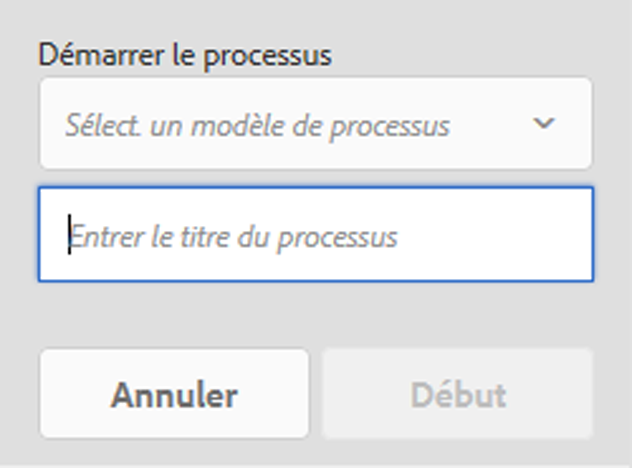 Démarrer le processus
Sélect. un modèle de processus
Entrer le titre du processus
Annuler
Début